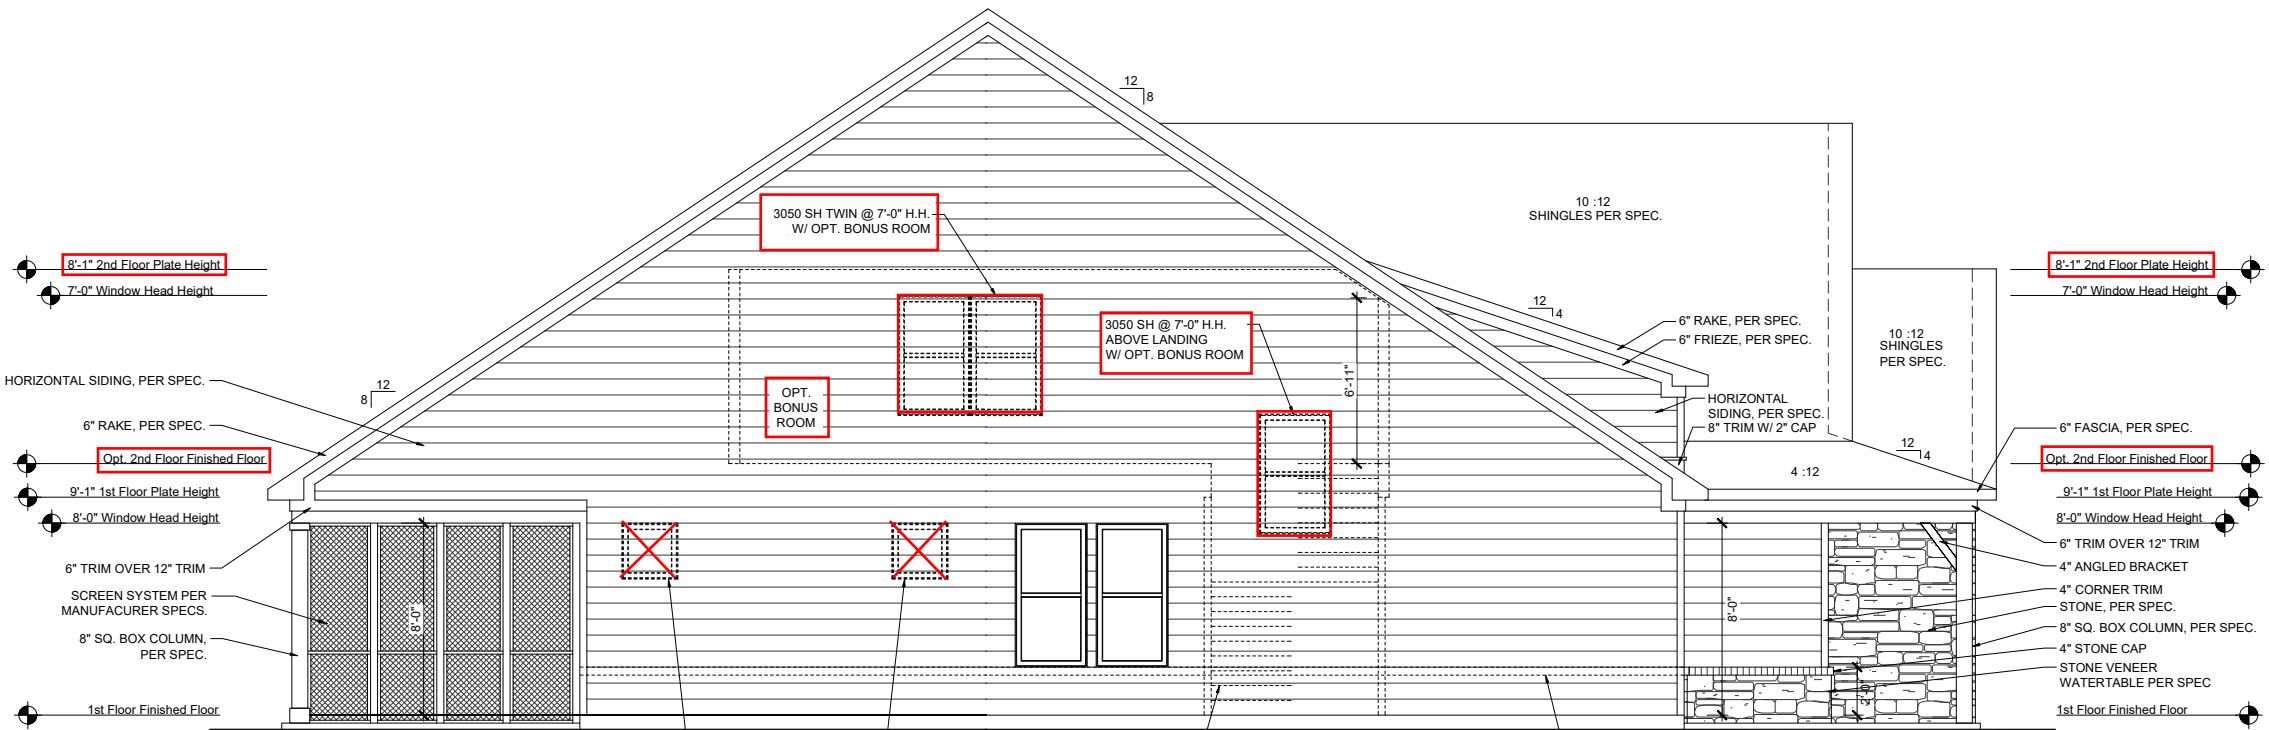 12
8
10 :12
SHINGLES PER SPEC.
3050 SH TWIN @ 7'-0" H.H.
W/ OPT. BONUS ROOM
8'-1" 2nd Floor Plate Height
7'-0" Window Head Height
8'-1" 2nd Floor Plate Height
7'-0" Window Head Height
12
4
3050 SH @ 7'-0" H.H.
ABOVE LANDING
W/ OPT. BONUS ROOM
6" RAKE, PER SPEC.
6" FRIEZE, PER SPEC.
10 :12
SHINGLES
PER SPEC.
6'-11"
HORIZONTAL SIDING, PER SPEC.
12
8
OPT.
BONUS
ROOM
HORIZONTAL
SIDING, PER SPEC.
8" TRIM W/ 2" CAP
6" RAKE, PER SPEC.
6" FASCIA, PER SPEC.
12
4
4 :12
Opt. 2nd Floor Finished Floor
9'-1" 1st Floor Plate Height
8'-0" Window Head Height
Opt. 2nd Floor Finished Floor
9'-1" 1st Floor Plate Height
8'-0" Window Head Height
6" TRIM OVER 12" TRIM
SCREEN SYSTEM PER
MANUFACURER SPECS.
8" SQ. BOX COLUMN,
PER SPEC.
8'-0"
8'-0"
6" TRIM OVER 12" TRIM
4" ANGLED BRACKET
4" CORNER TRIM
STONE, PER SPEC.
8" SQ. BOX COLUMN, PER SPEC.
4" STONE CAP
STONE VENEER
WATERTABLE PER SPEC
2'-0"
1st Floor Finished Floor
1st Floor Finished Floor